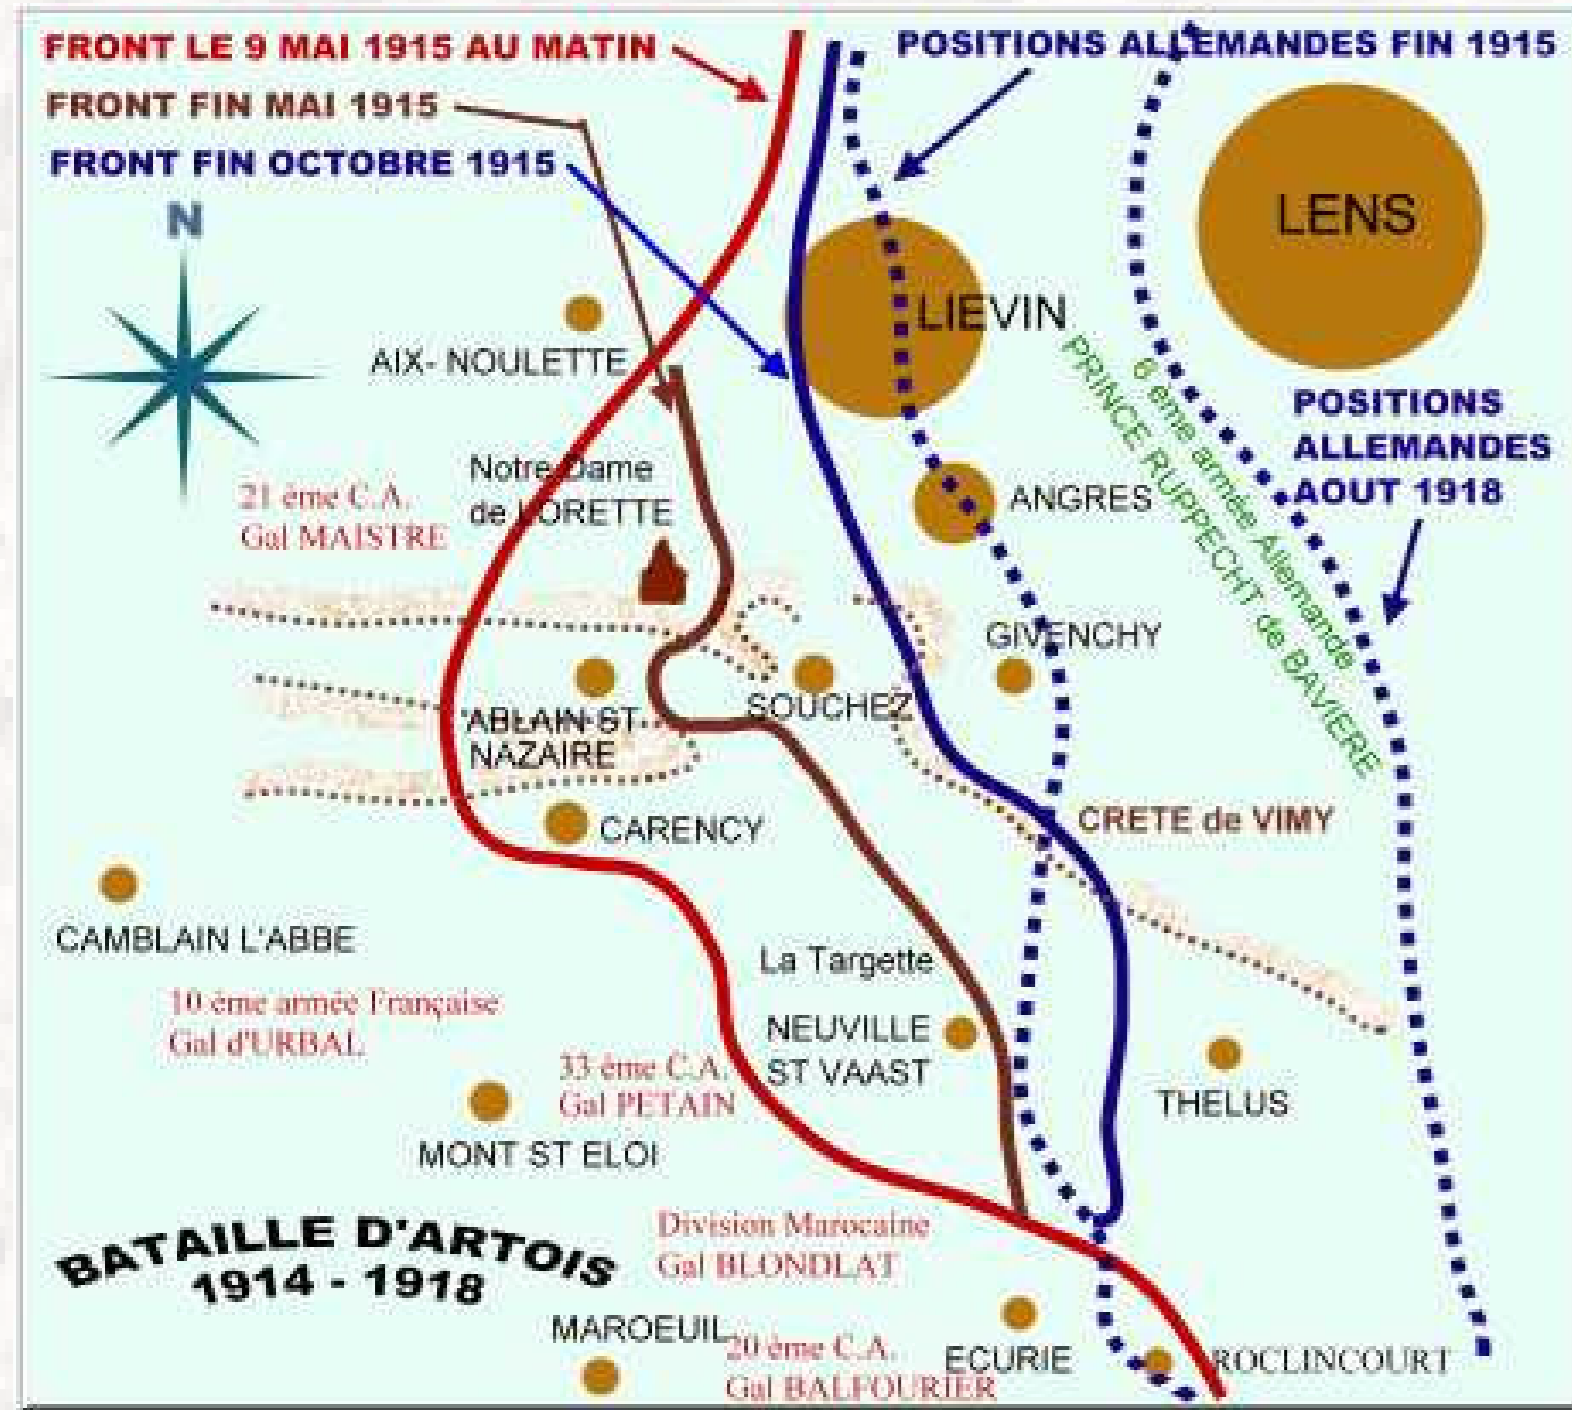 FRONT LE 9 MAI 1915 AU MATIN
POSITIONS ALLEMANDES FIN 1915
FRONT FIN MAI 1915
FRONT FIN OCTOBRE 1915
N
LENS
LIEVIN
AIX- NOULETTE
6 ème armée Allemande
PRINCE RUPPECHT de BAVIERE
POSITIONS
ALLEMANDES
AOUT 1918
Notre Dame
de LORETTE
21 éme C.A.
Gal MAISTRE
ANGRES
GIVENCHY
SOUCHEZ
ABLAIN-ST-
NAZAIRE
CARENCY
CRETE de VIMY
CAMBLAIN L'ABBE
La Targette
10 éme armée Française
Gal d'URBAL
NEUVILLE
ST VAAST
33 éme C.A.
Gal PETAIN
THELUS
MONT ST ELOI
BATAILLE D'ARTOIS
1914 - 1918
Division Marocaine
Gal BLONDLAT
MAROEUIL
20 éme C.A.
Gal BALFOURIER
ECURIE
ROCLINCOURT